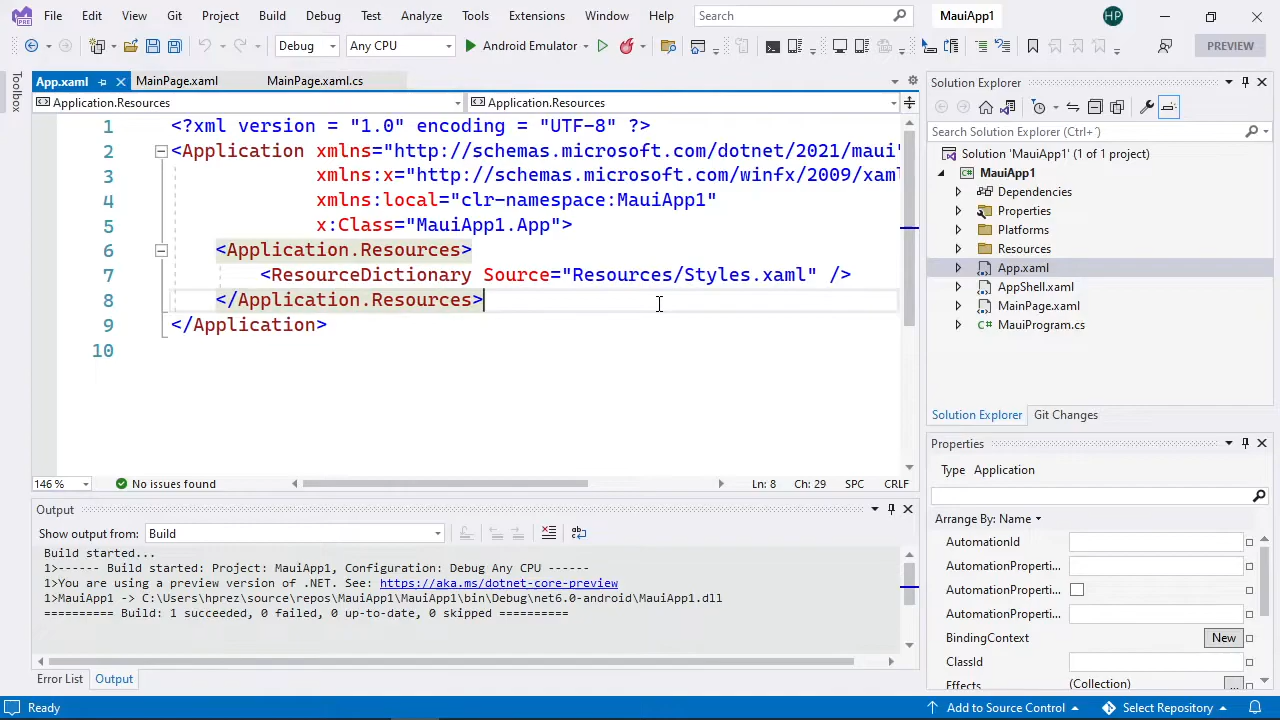 File Edit View Git Project Build Debug Test Analyze Tools Extensions Window Help Search MauiApp1 HP
Debug Any CPU Android Emulator PREVIEW
Toolbox
App.xaml MainPage.xaml MainPage.xaml.cs
Application.Resources Application.Resources
1 <?xml version = "1.0" encoding = "UTF-8" ?>
2 <Application xmlns="http://schemas.microsoft.com/dotnet/2021/maui"
3 xmlns:x="http://schemas.microsoft.com/winfx/2009/xaml
4 xmlns:local="clr-namespace:MauiApp1"
5 x:Class="MauiApp1.App">
6 <Application.Resources>
7 <ResourceDictionary Source="Resources/Styles.xaml" />
8 </Application.Resources>
9 </Application>
10
146 % No issues found Ln: 8 Ch: 29 SPC CRLF
Output
Show output from: Build
Build started...
1>------ Build started: Project: MauiApp1, Configuration: Debug Any CPU ------
1>You are using a preview version of .NET. See: https://aka.ms/dotnet-core-preview
1>MauiApp1 -> C:\Users\hprez\source\repos\MauiApp1\MauiApp1\bin\Debug\net6.0-android\MauiApp1.dll
========== Build: 1 succeeded, 0 failed, 0 up-to-date, 0 skipped ==========
Error List Output
Solution Explorer
Search Solution Explorer (Ctrl+')
Solution 'MauiApp1' (1 of 1 project)
MauiApp1
Dependencies
Properties
Platforms
Resources
App.xaml
AppShell.xaml
MainPage.xaml
MauiProgram.cs
Solution Explorer Git Changes
Properties
Type Application
Arrange By: Name
AutomationId
AutomationProperti...
AutomationProperti...
AutomationProperti...
BindingContext New
ClassId
Effects (Collection) ...
Ready Add to Source Control Select Repository